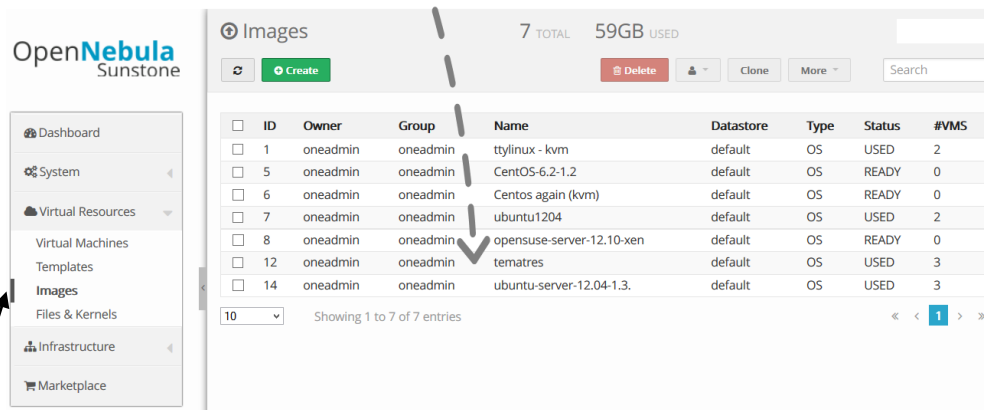 OpenNebula
Sunstone
Dashboard
System
Virtual Resources
Virtual Machines
Templates
Images
Files & Kernels
Infrastructure
Marketplace
Images 7 TOTAL 59GB USED
Create Delete Clone More Search
ID Owner Group Name Datastore Type Status #VMS
1 oneadmin oneadmin ttylinux - kvm default OS USED 2
5 oneadmin oneadmin CentOS-6.2-1.2 default OS READY 0
6 oneadmin oneadmin Centos again (kvm) default OS READY 0
7 oneadmin oneadmin ubuntu1204 default OS USED 2
8 oneadmin oneadmin opensuse-server-12.10-xen default OS READY 0
12 oneadmin oneadmin tematres default OS USED 3
14 oneadmin oneadmin ubuntu-server-12.04-1.3. default OS USED 3
10 Showing 1 to 7 of 7 entries « < 1 > »